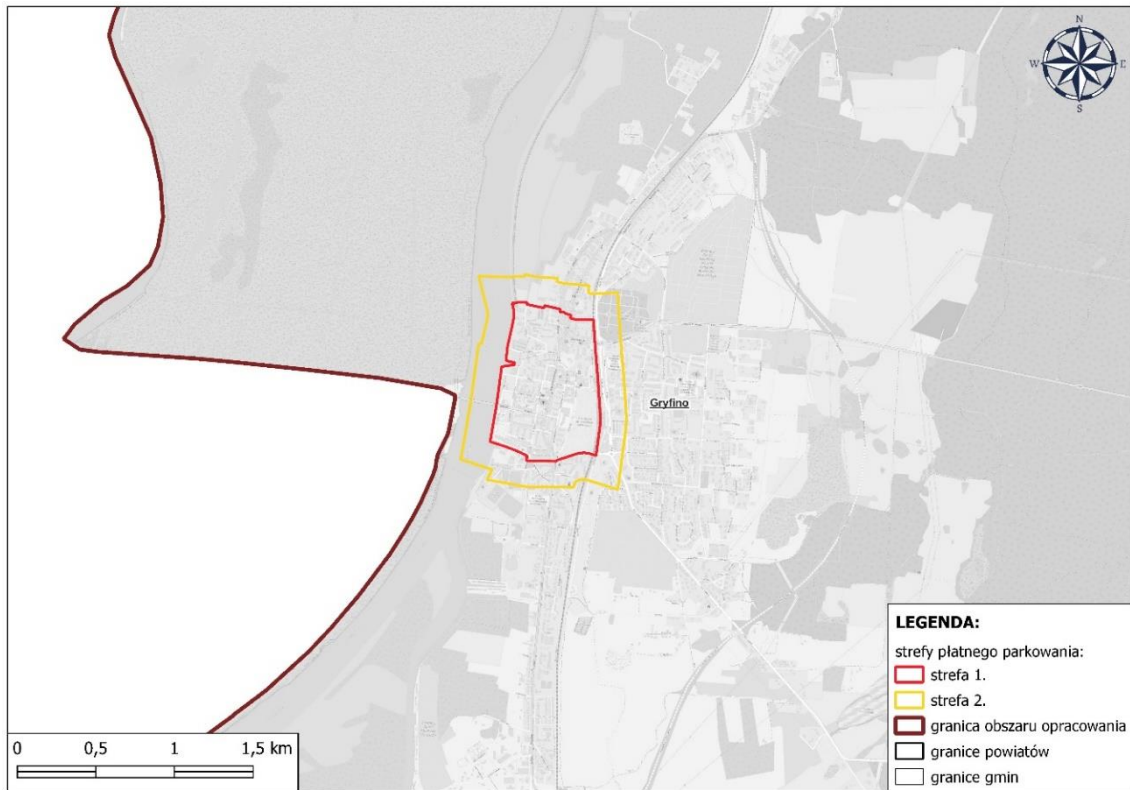 N
W
E
S
Gryfino
LEGENDA:
strefy płatnego parkowania:
strefa 1.
strefa 2.
granica obszaru opracowania
granice powiatów
granice gmin
0 0,5 1 1,5 km